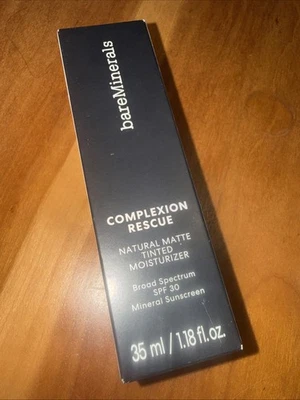 bareMinerals
COMPLEXION
RESCUE
NATURAL MATTE
TINTED
MOISTURIZER
Broad Spectrum
SPF 30
Mineral Sunscreen
35 ml / 1.18 fl. oz.